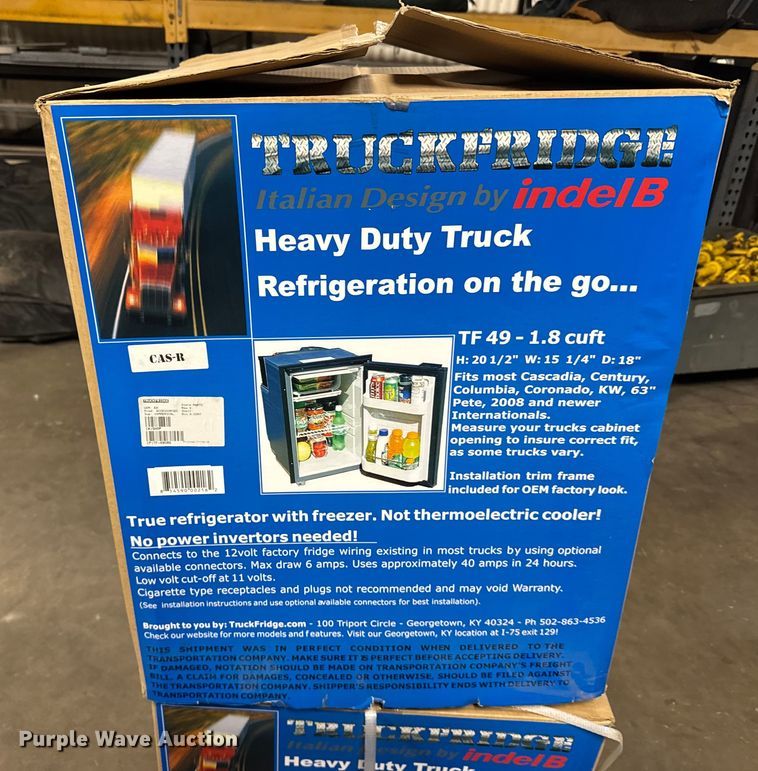 TRUCKFRIDGE
Italian Design by indelB
Heavy Duty Truck
Refrigeration on the go...
CAS-R
TF 49 - 1.8 cuft
H: 20 1/2" W: 15 1/4" D: 18"
Fits most Cascadia, Century,
Columbia, Coronado, KW, 63"
Pete, 2008 and newer
Internationals.
Measure your trucks cabinet
opening to insure correct fit,
as some trucks vary.
Installation trim frame
included for OEM factory look.
TRUCKFRIDGE
True refrigerator with freezer. Not thermoelectric cooler!
No power invertors needed!
Connects to the 12volt factory fridge wiring existing in most trucks by using optional
available connectors. Max draw 6 amps. Uses approximately 40 amps in 24 hours.
Low volt cut-off at 11 volts.
Cigarette type receptacles and plugs not recommended and may void Warranty.
(See installation instructions and use optional available connectors for best installation).
Brought to you by: TruckFridge.com - 100 Triport Circle - Georgetown, KY 40324 - Ph 502-863-4536
Check our website for more models and features. Visit our Georgetown, KY location at I-75 exit 129!
THIS SHIPMENT WAS IN PERFECT CONDITION WHEN DELIVERED TO THE
TRANSPORTATION COMPANY. MAKE SURE IT IS PERFECT BEFORE ACCEPTING DELIVERY.
IF DAMAGED, NOTATION SHOULD BE MADE ON TRANSPORTATION COMPANY'S FREIGHT
BILL. A CLAIM FOR DAMAGES, CONCEALED OR OTHERWISE, SHOULD BE FILED AGAINST
THE TRANSPORTATION COMPANY. SHIPPER'S RESPONSIBILITY ENDS WITH DELIVERY TO
TRANSPORTATION COMPANY.
TRUCKFRIDGE
Italian Design by indelB
Heavy Duty Truck
Purple Wave Auction